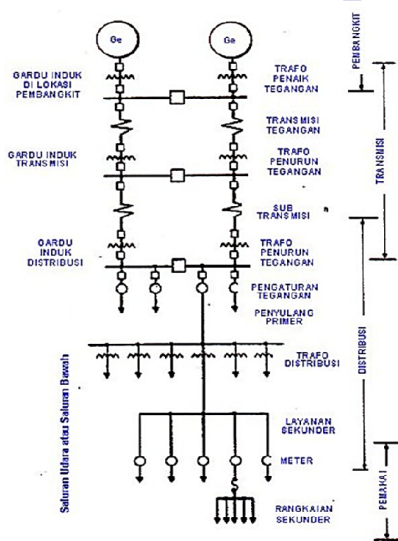 Ge
Ge
GARDU INDUK
DI LOKASI
PEMBANGKIT
TRAFO
PENAIK
TEGANGAN
TRANSMISI
TEGANGAN
GARDU INDUK
TRANSMISI
TRAFO
PENURUN
TEGANGAN
SUB
TRANSMISI
GARDU
INDUK
DISTRIBUSI
TRAFO
PENURUN
TEGANGAN
PENGATURAN
TEGANGAN
PENYULANG
PRIMER
TRAFO
DISTRIBUSI
LAYANAN
SEKUNDER
METER
RANGKAIAN
SEKUNDER
Saluran Udara atau Saluran Bawah
PEMBANGKIT
TRANSMISI
DISTRIBUSI
PEMAKAI